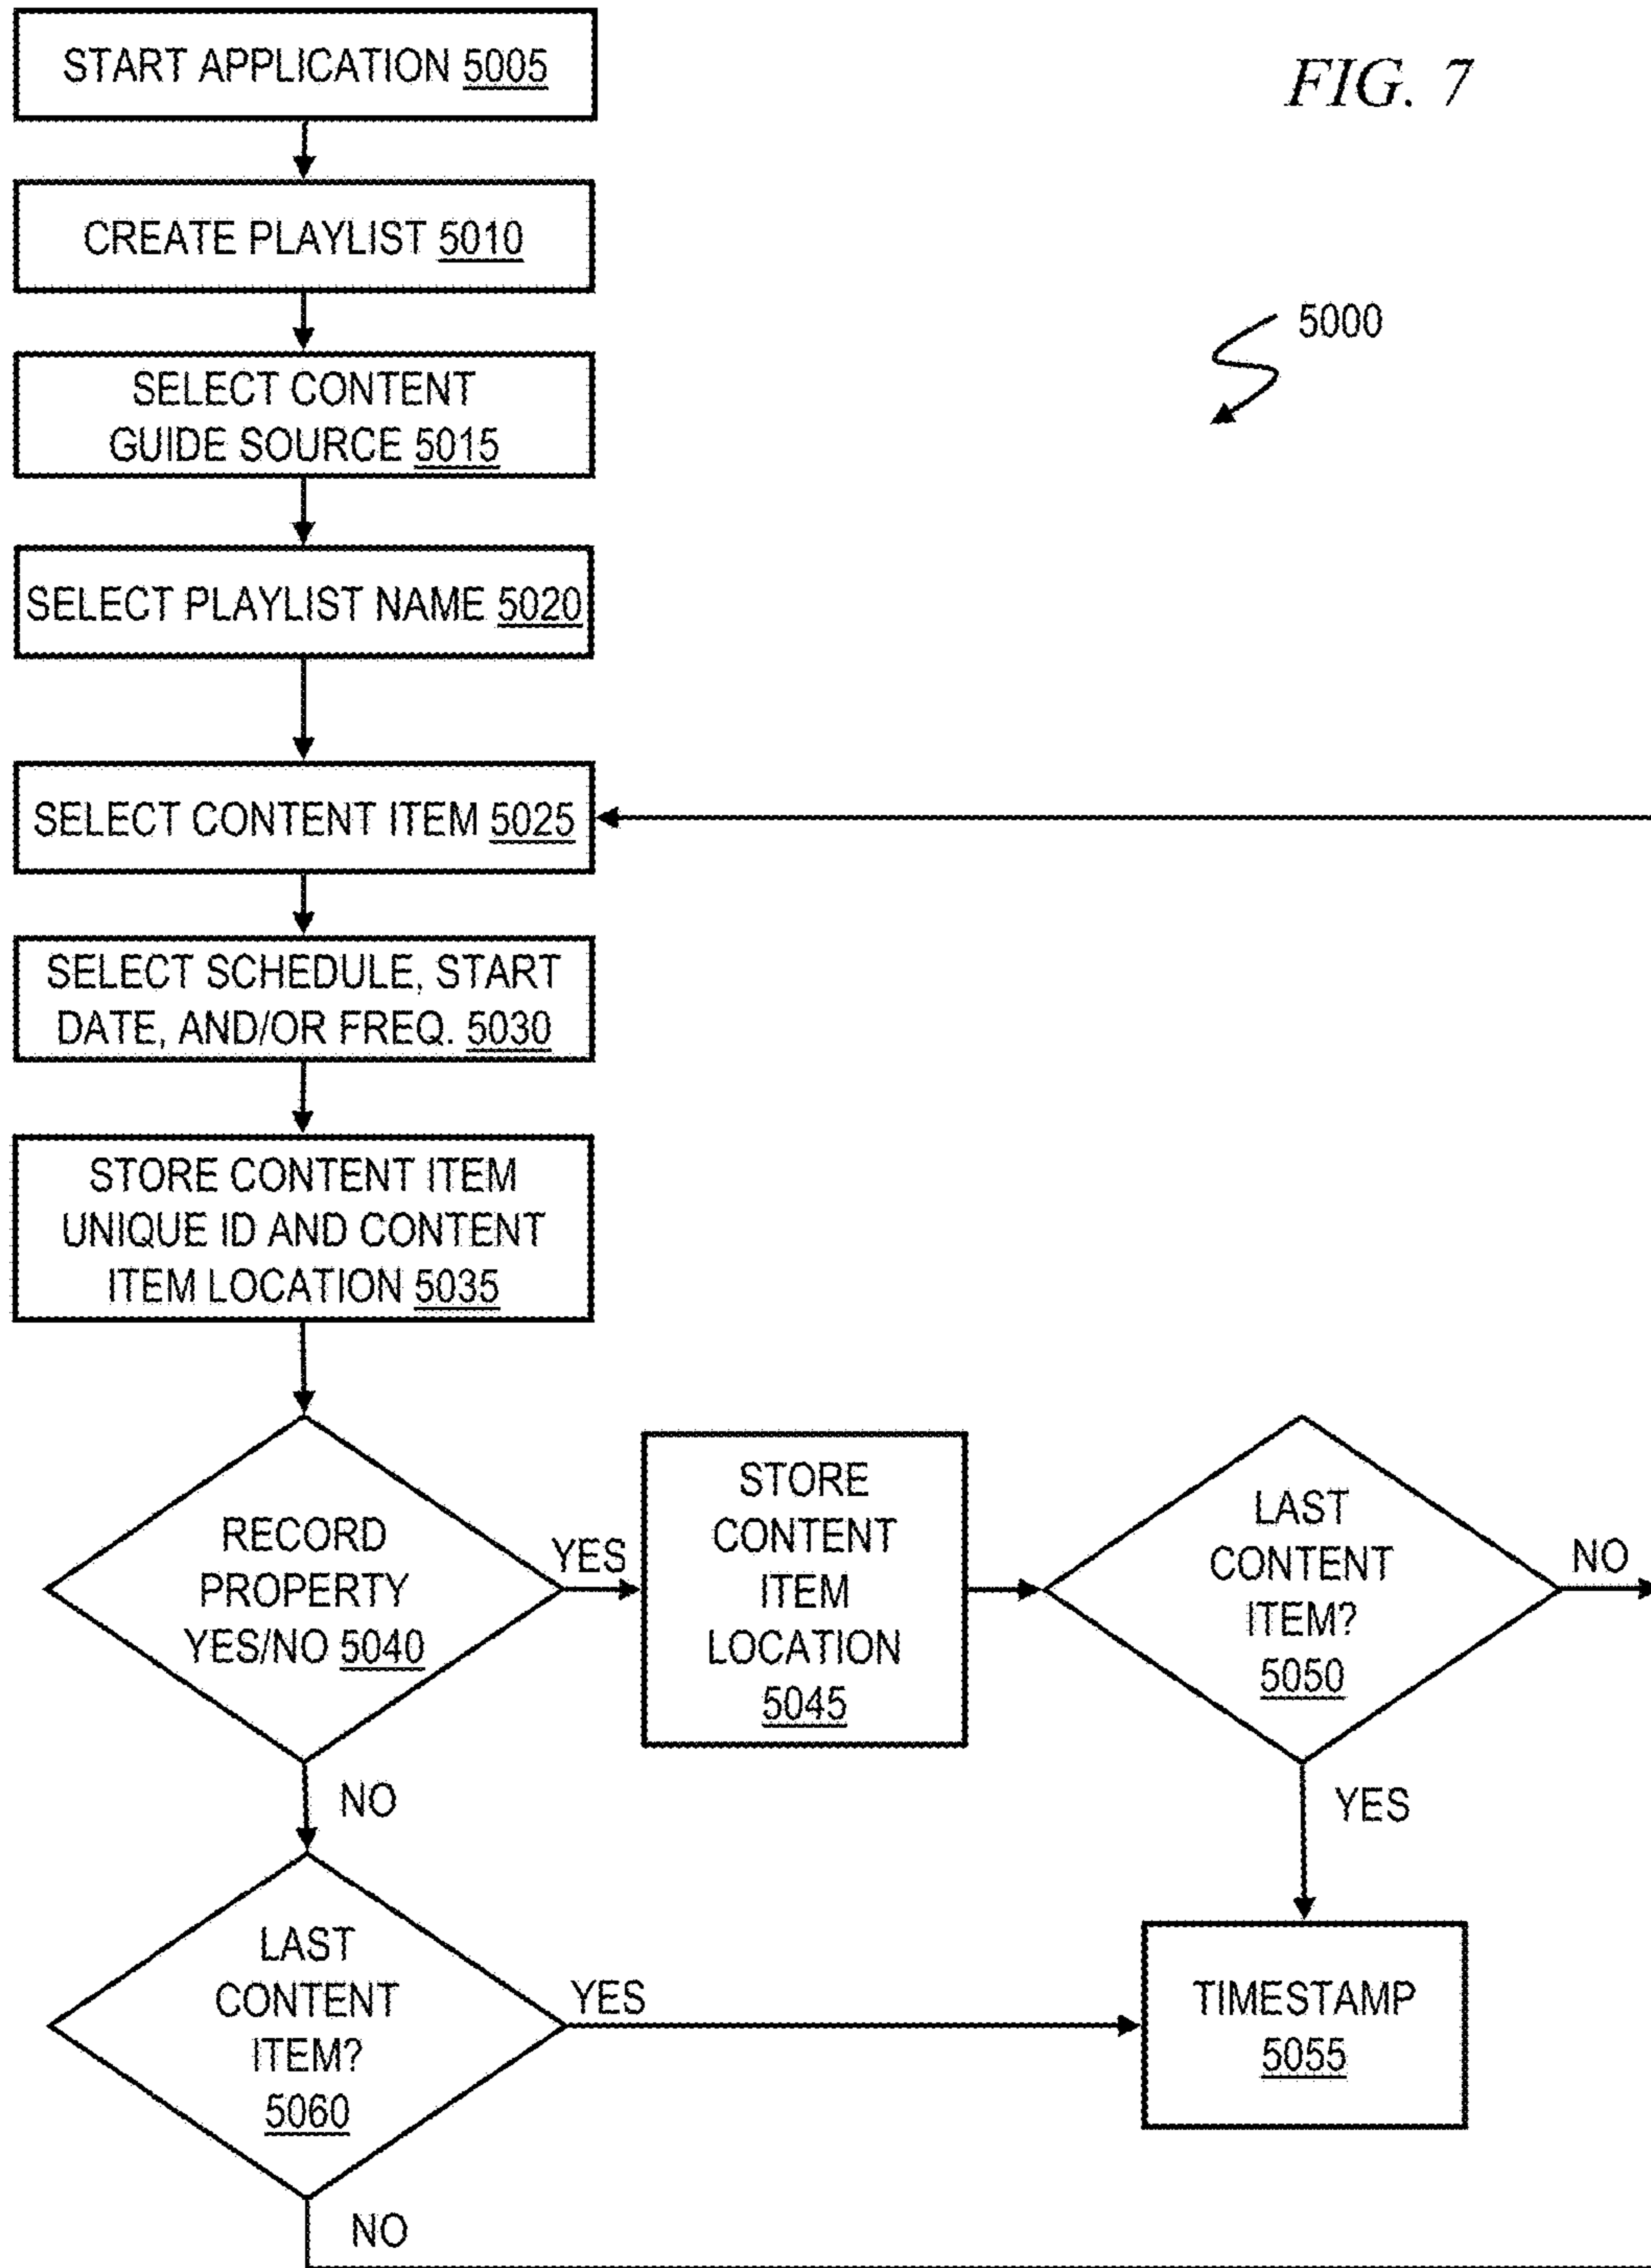 START APPLICATION 5005
FIG. 7
CREATE PLAYLIST 5010
5000
SELECT CONTENT
GUIDE SOURCE 5015
SELECT PLAYLIST NAME 5020
SELECT CONTENT ITEM 5025
SELECT SCHEDULE, START
DATE, AND/OR FREQ. 5030
STORE CONTENT ITEM
UNIQUE ID AND CONTENT
ITEM LOCATION 5035
RECORD
PROPERTY
YES/NO 5040
YES
STORE
CONTENT
ITEM
LOCATION
5045
LAST
CONTENT
ITEM?
5050
NO
NO
YES
LAST
CONTENT
ITEM?
5060
YES
TIMESTAMP
5055
NO